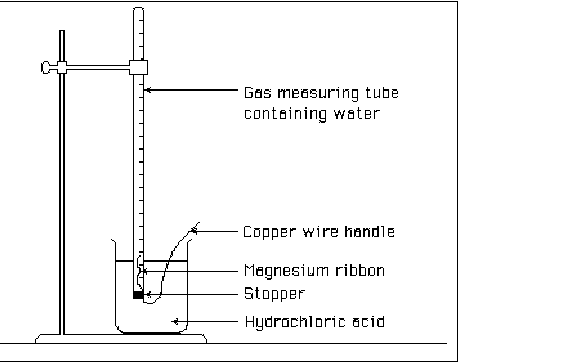 Gas measuring tube
containing water
Copper wire handle
Magnesium ribbon
Stopper
Hydrochloric acid